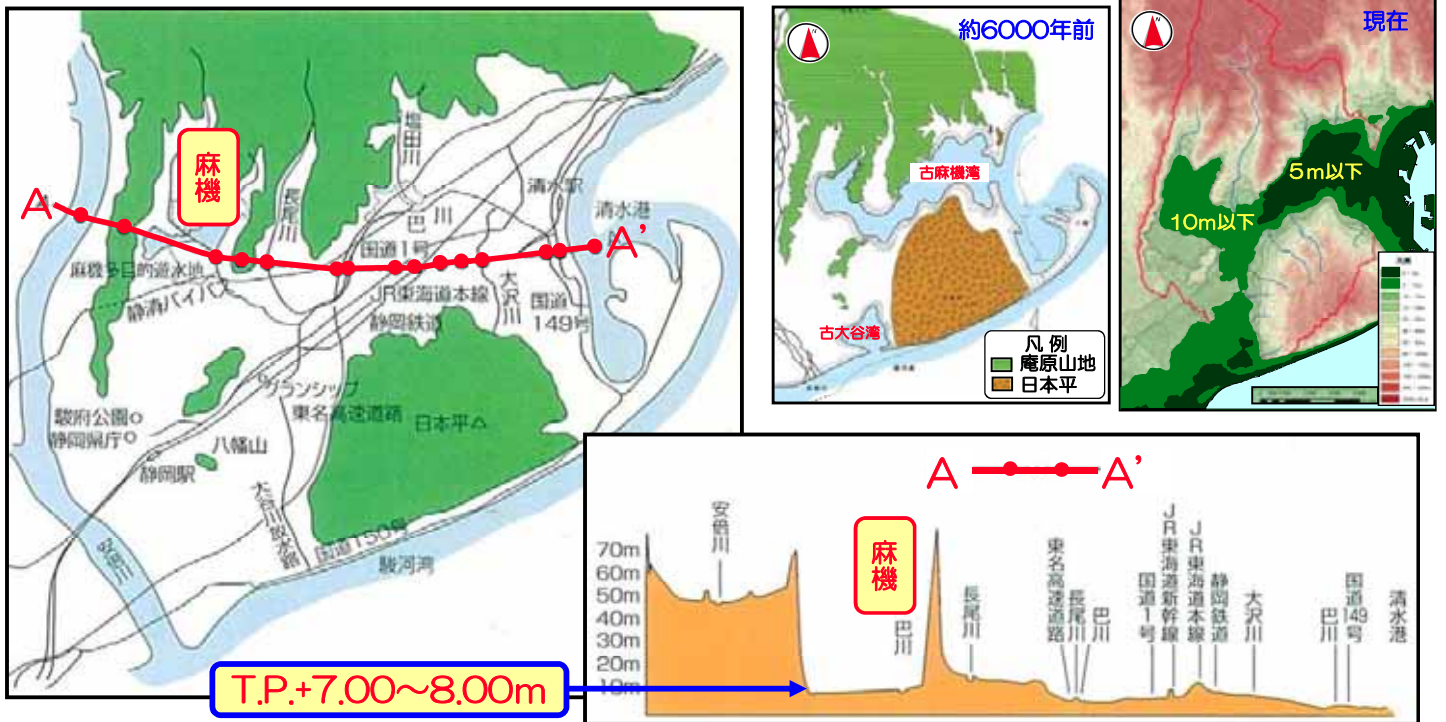 麻機
A
A’
塩田川
長尾川
巴川
清水駅
清水港
国道1号
麻機多目的遊水地
静清バイパス
JR東海道本線
静岡鉄道
大沢川
国道
149号
グランシップ
東名高速道路
日本平
駿府公園
静岡県庁
八幡山
静岡駅
大谷川放水路
国道150号
安倍川
駿河湾
N
約6000年前
古麻機湾
古大谷湾
凡例
庵原山地
日本平
N
現在
5m以下
10m以下
A
A’
70m
60m
50m
40m
30m
20m
10m
安倍川
麻機
巴川
長尾川
東名高速道路
長尾川
巴川
国道1号
JR東海道新幹線
JR東海道本線
静岡鉄道
大沢川
巴川
国道149号
清水港
T.P.+7.00～8.00m